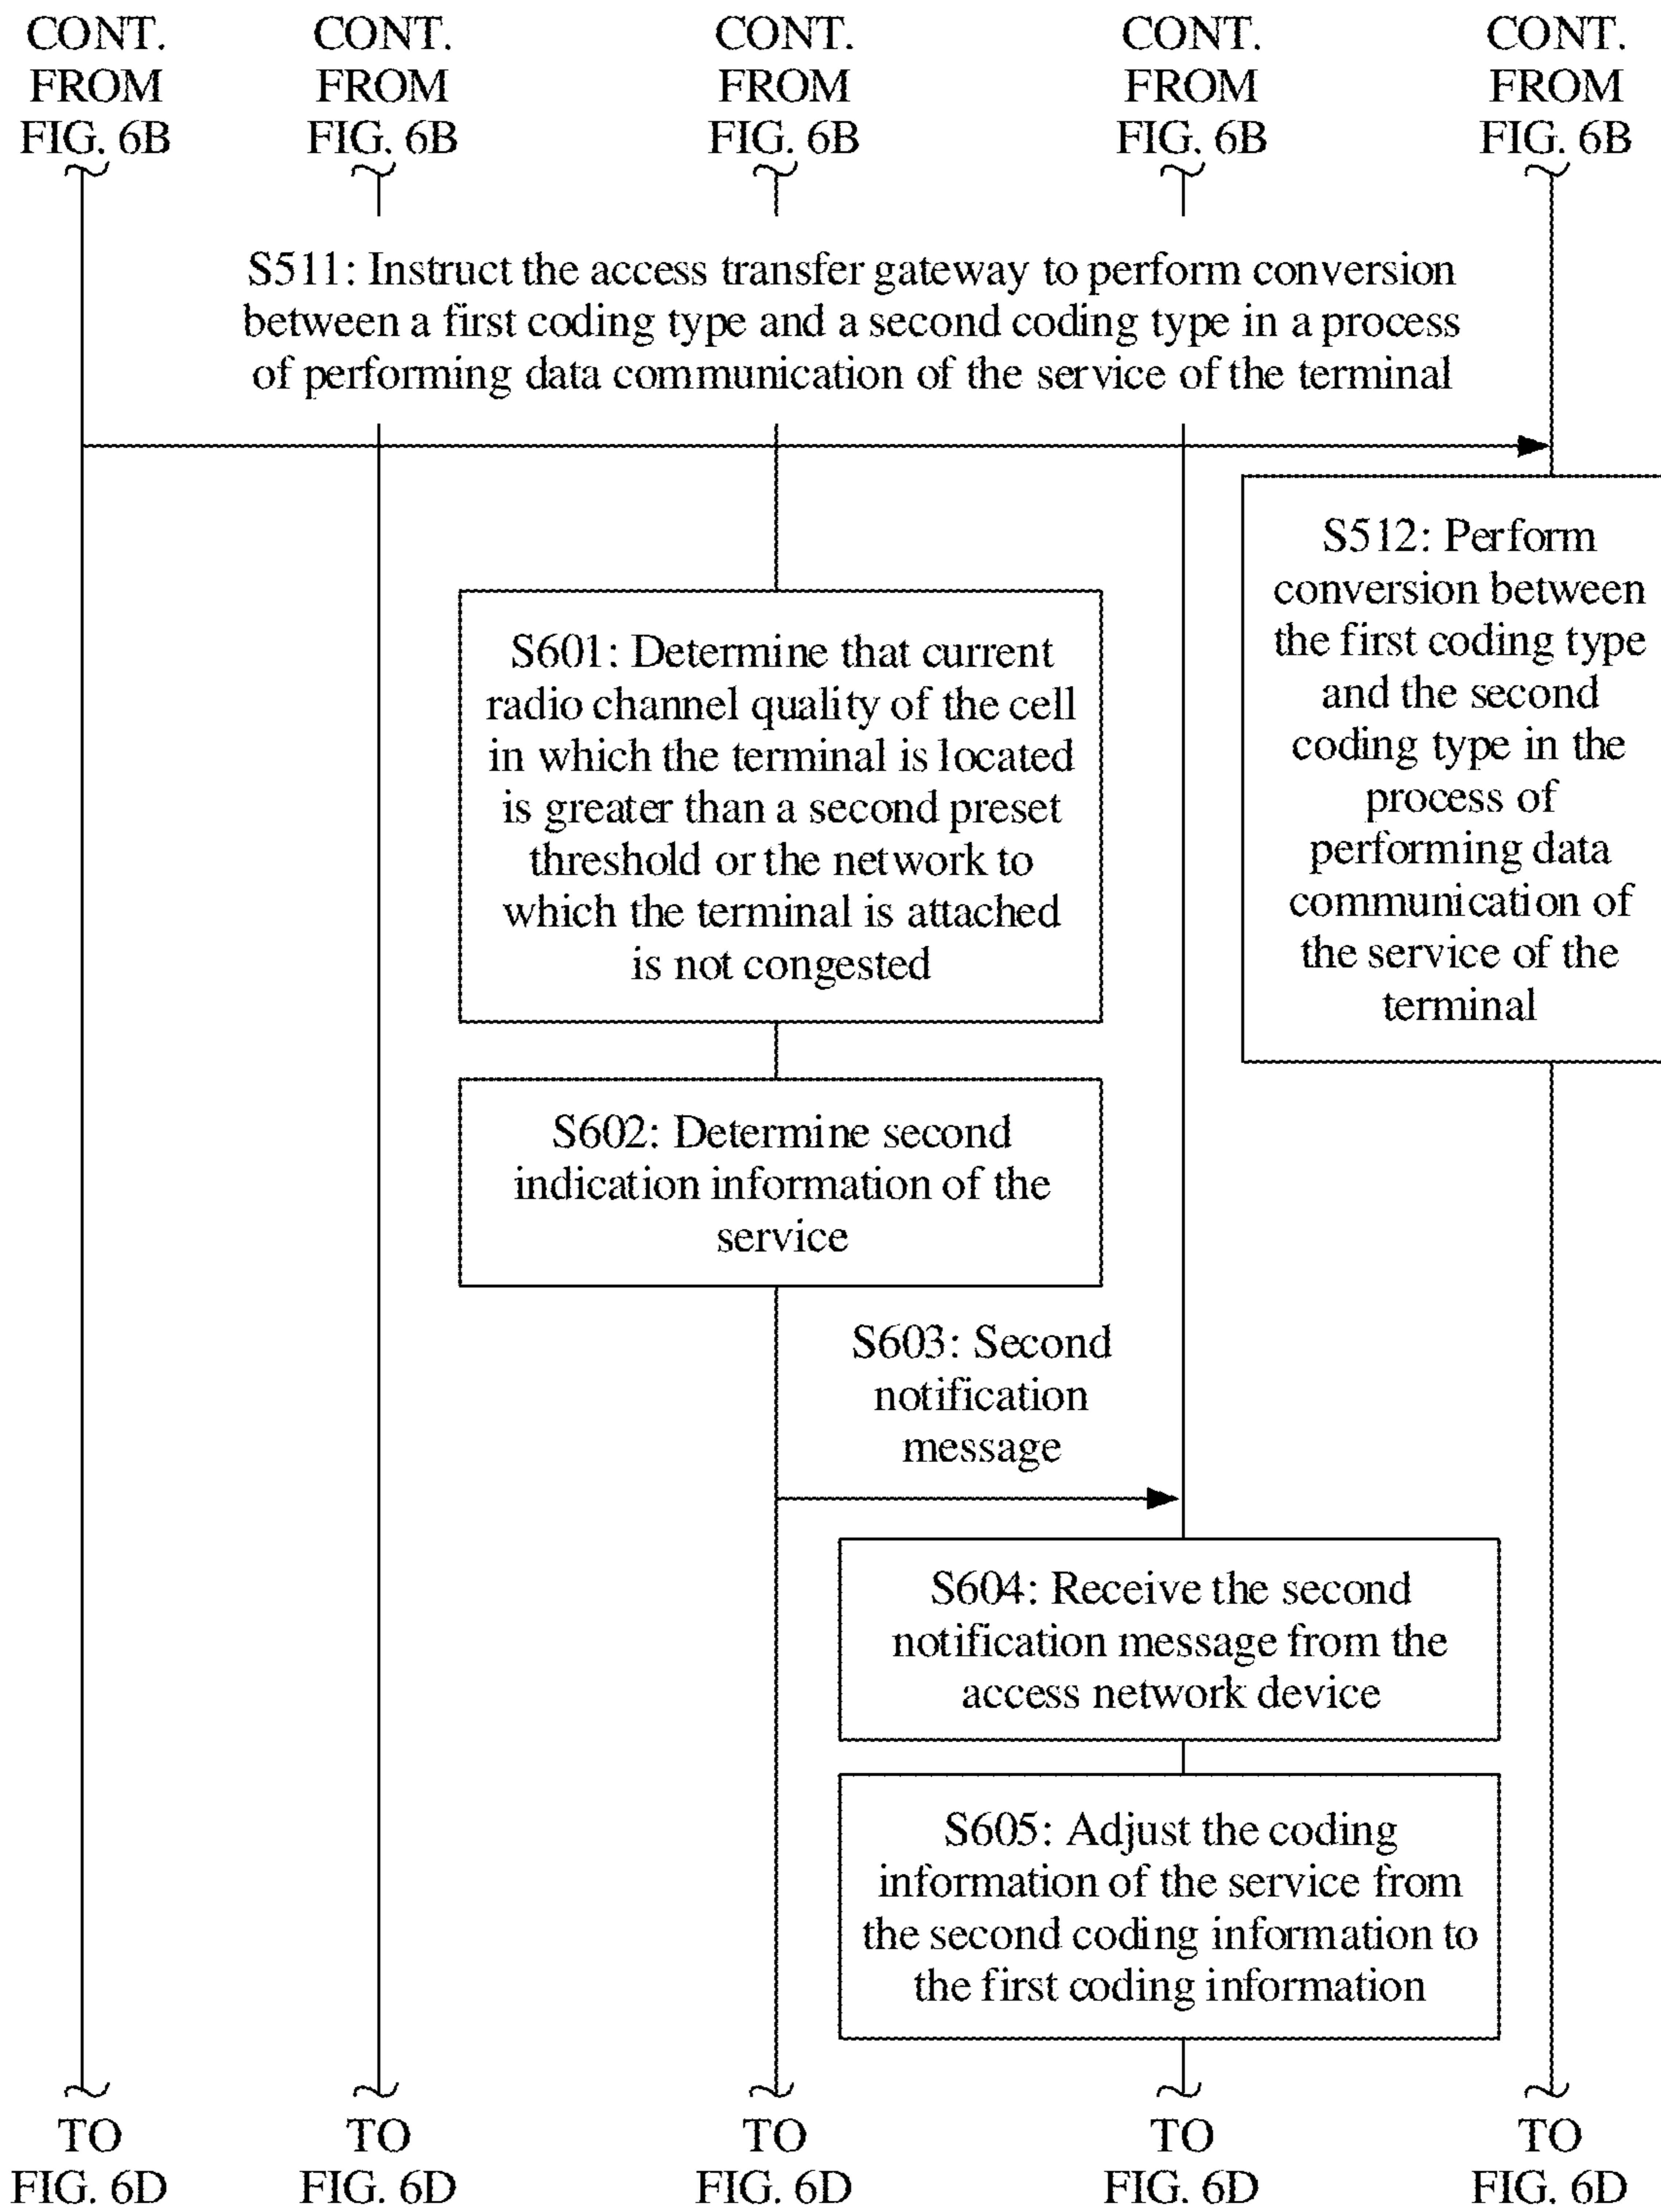 CONT. FROM FIG. 6B
CONT. FROM FIG. 6B
CONT. FROM FIG. 6B
CONT. FROM FIG. 6B
CONT. FROM FIG. 6B
S511: Instruct the access transfer gateway to perform conversion
between a first coding type and a second coding type in a process
of performing data communication of the service of the terminal
S512: Perform
conversion between
the first coding type
and the second
coding type in the
process of
performing data
communication of
the service of the
terminal
S601: Determine that current
radio channel quality of the cell
in which the terminal is located
is greater than a second preset
threshold or the network to
which the terminal is attached
is not congested
S602: Determine second
indication information of the
service
S603: Second
notification
message
S604: Receive the second
notification message from the
access network device
S605: Adjust the coding
information of the service from
the second coding information to
the first coding information
TO FIG. 6D
TO FIG. 6D
TO FIG. 6D
TO FIG. 6D
TO FIG. 6D